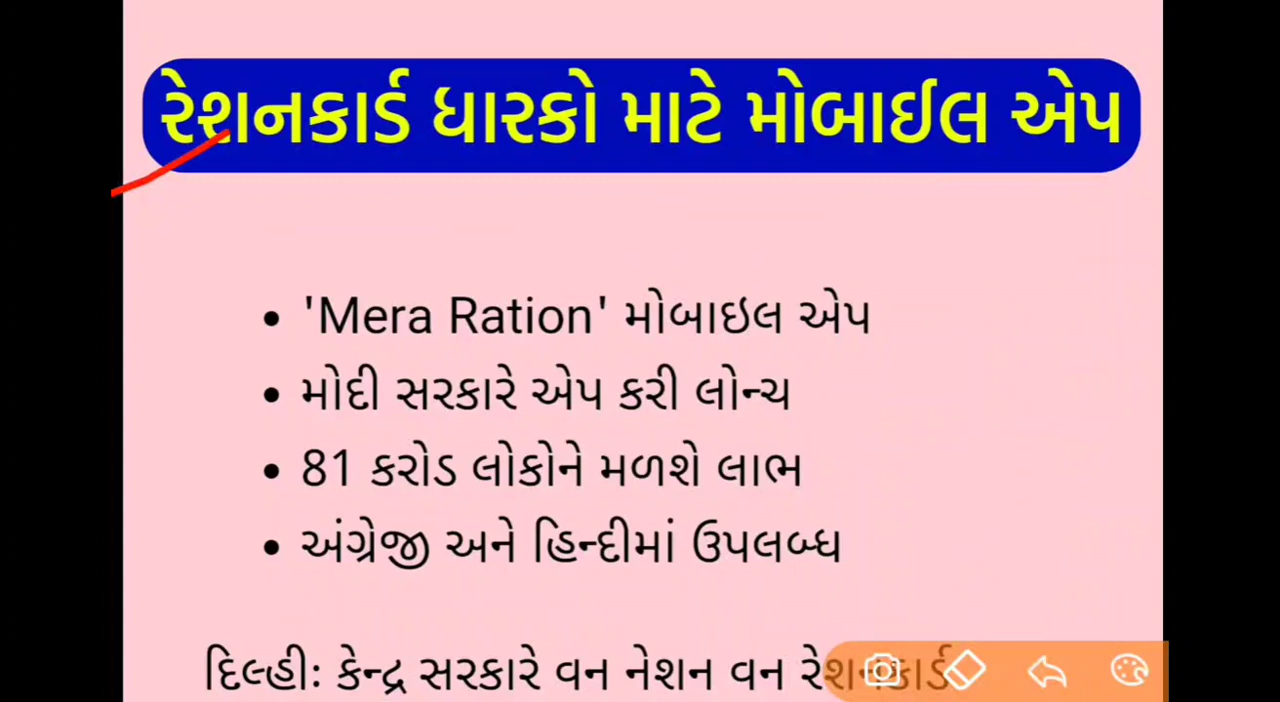 રેશનકાર્ડ ધારકો માટે મોબાઈલ એપ
• 'Mera Ration' મોબાઇલ એપ
• મોદી સરકારે એપ કરી લોન્ચ
• 81 કરોડ લોકોને મળશે લાભ
• અંગ્રેજી અને હિન્દીમાં ઉપલબ્ધ
દિલ્હીઃ કેન્દ્ર સરકારે વન નેશન વન રેશનકાર્ડ